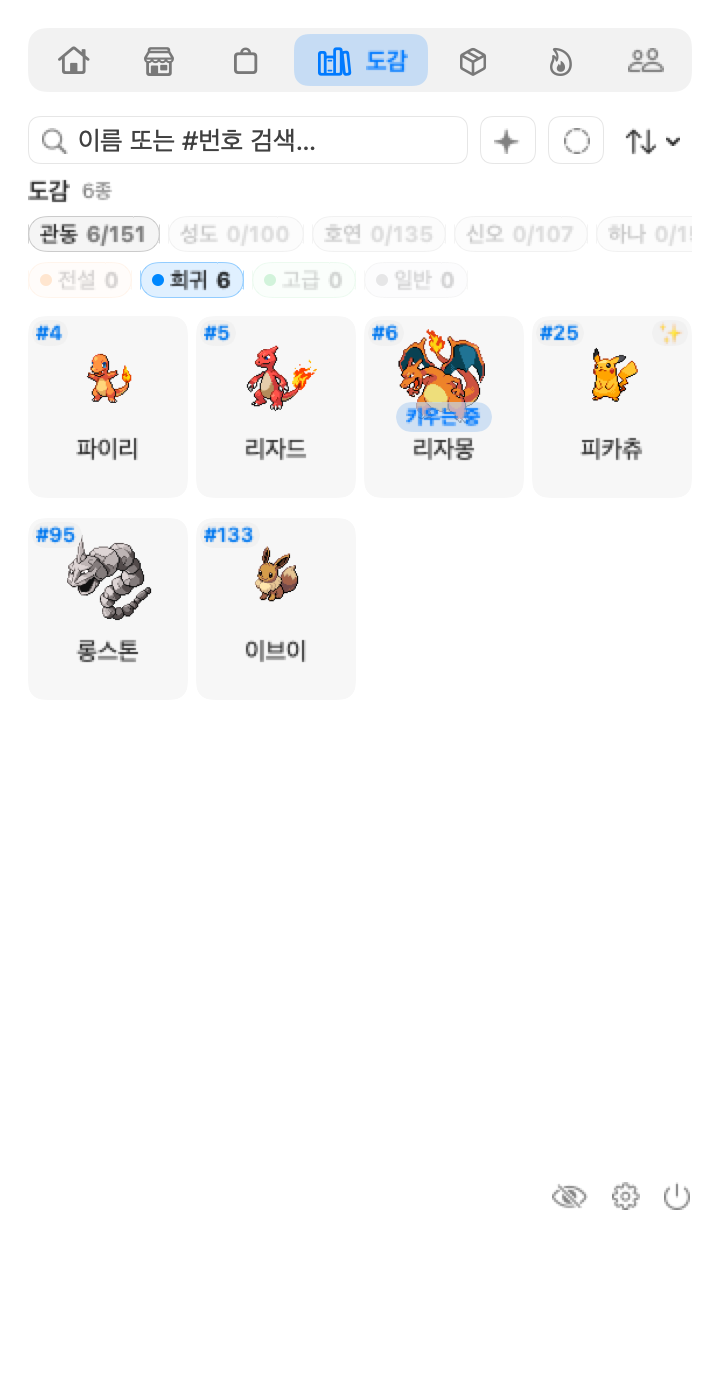 도감
이름 또는 #번호 검색...
도감 6종
관동 6/151 성도 0/100 호연 0/135 신오 0/107 하나
전설 0 희귀 6 고급 0 일반 0
#4 #5 #6 #25
키우는 중
파이리 리자드 리자몽 피카츄
#95 #133
롱스톤 이브이